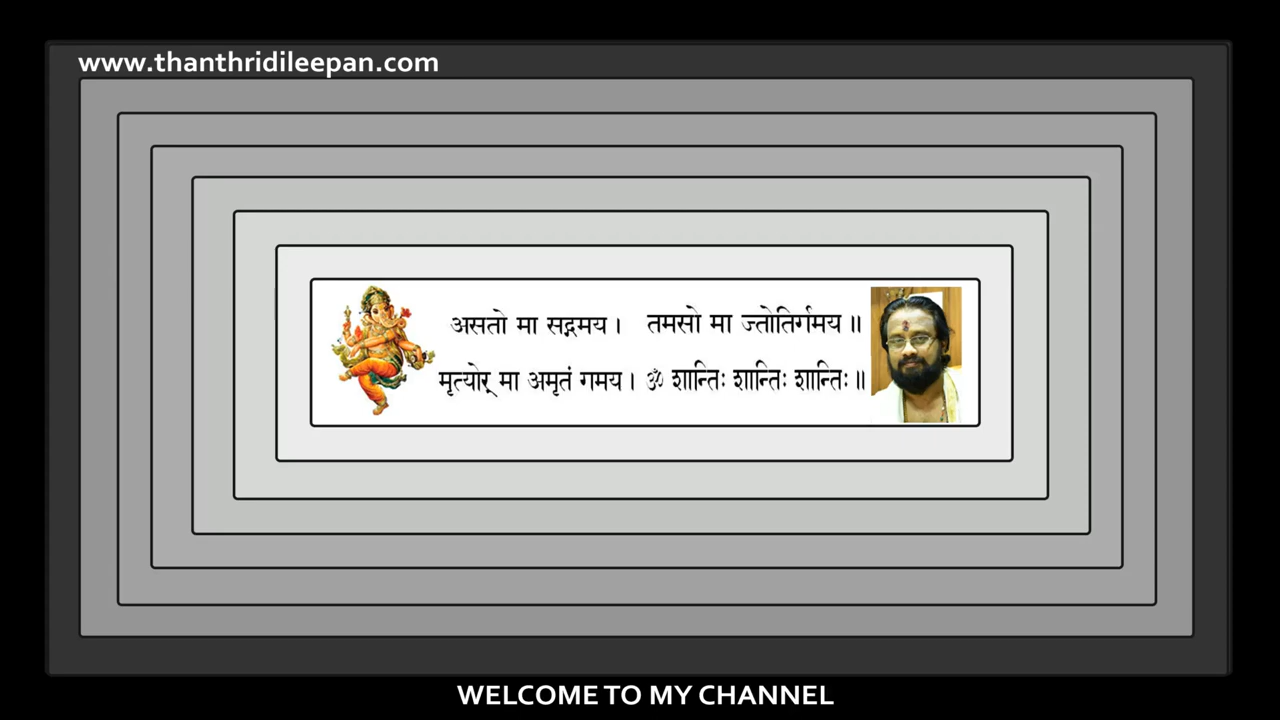 www.thanthridileepan.com
असतो मा सद्गमय । तमसो मा ज्तोतिर्गमय ॥
मृत्योर् मा अमृतं गमय । ॐ शान्तिः शान्तिः शान्तिः ॥
WELCOME TO MY CHANNEL